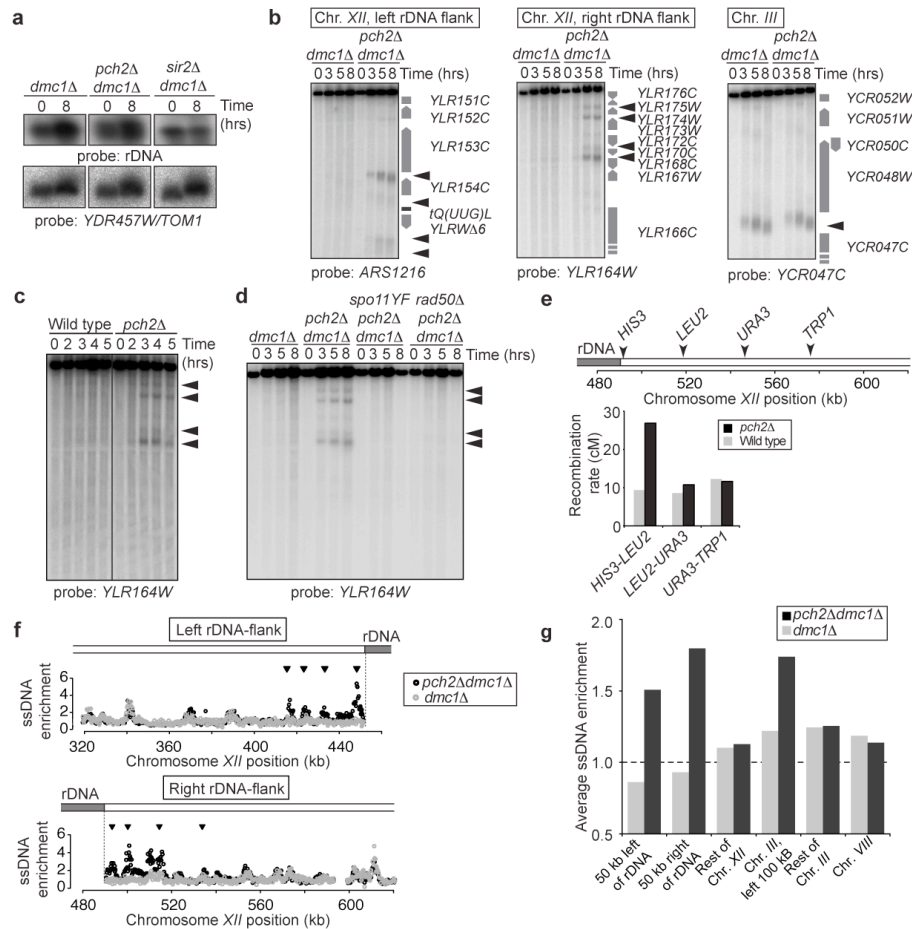 a
dmc1Δ
pch2Δ dmc1Δ
sir2Δ dmc1Δ
0 8 0 8 0 8 Time (hrs)
probe: rDNA
probe: YDR457W/TOM1
b
Chr. XII, left rDNA flank
pch2Δ
dmc1Δ dmc1Δ
0 3 5 8 0 3 5 8 Time (hrs)
YLR151C
YLR152C
YLR153C
YLR154C
tQ(UUG)L
YLRWΔ6
probe: ARS1216
Chr. XII, right rDNA flank
pch2Δ
dmc1Δ dmc1Δ
0 3 5 8 0 3 5 8 Time (hrs)
YLR176C
YLR175W
YLR174W
YLR173W
YLR172C
YLR170C
YLR168C
YLR167W
YLR166C
probe: YLR164W
Chr. III
pch2Δ
dmc1Δ dmc1Δ
0 3 5 8 0 3 5 8 Time (hrs)
YCR052W
YCR051W
YCR050C
YCR048W
YCR047C
probe: YCR047C
c
Wild type pch2Δ
0 2 3 4 5 0 2 3 4 5 Time
(hrs)
probe: YLR164W
d
spo11YF rad50Δ
pch2Δ pch2Δ pch2Δ
dmc1Δ dmc1Δ dmc1Δ dmc1Δ
0 3 5 8 0 3 5 8 0 3 5 8 0 3 5 8 Time
(hrs)
probe: YLR164W
e
HIS3 LEU2 URA3 TRP1
rDNA
480 520 560 600
Chromosome XII position (kb)
pch2Δ
Wild type
Recombination rate (cM)
30
20
10
0
HIS3-LEU2
LEU2-URA3
URA3-TRP1
f
Left rDNA-flank
rDNA
ssDNA enrichment
6
4
2
0
320 360 400 440
Chromosome XII position (kb)
pch2Δdmc1Δ
dmc1Δ
Right rDNA-flank
rDNA
ssDNA enrichment
6
4
2
0
480 520 560 600
Chromosome XII position (kb)
g
pch2Δdmc1Δ
dmc1Δ
Average ssDNA enrichment
2.0
1.5
1.0
0.5
50 kb left of rDNA
50 kb right of rDNA
Rest of Chr. XII
Chr. III, left 100 kB
Rest of Chr. III
Chr. VIII